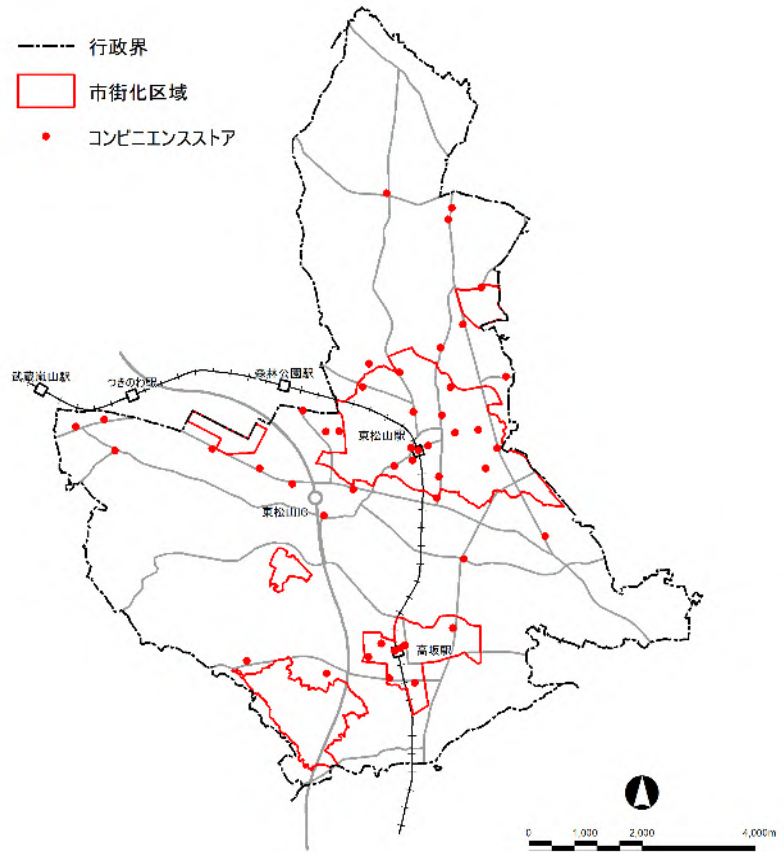 行政界
市街化区域
コンビニエンスストア
武蔵嵐山駅
つきのわ駅
森林公園駅
東松山駅
東松山IC
高坂駅
0 1,000 2,000 4,000m